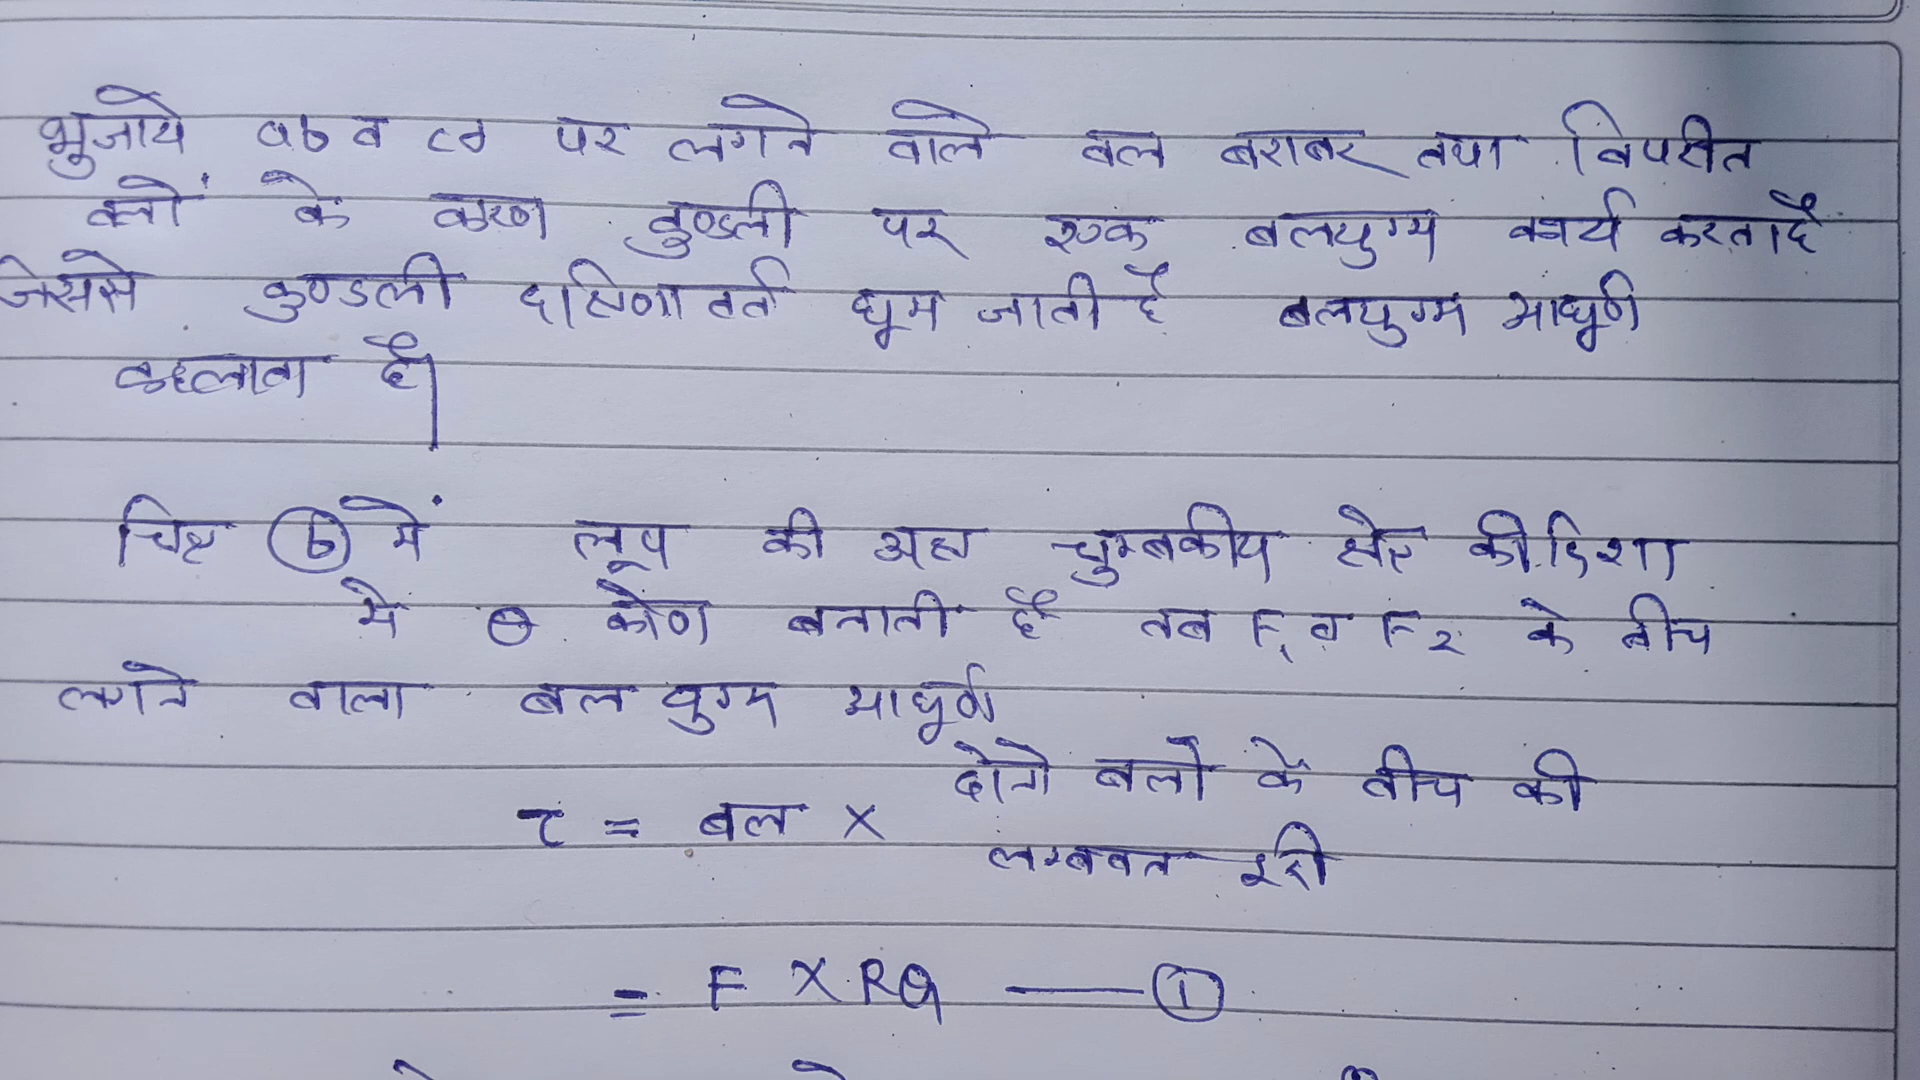 भुजाये ab व cd पर लगने वाले बल बराबर तथा विपरीत
बलों के कारण कुण्डली पर एक बलयुग्म कार्य करता है
जिससे कुण्डली दक्षिणावर्त घूम जाती है बलयुग्म आघूर्ण
कहलाता है।
चित्र (b) में लूप की अक्ष चुम्बकीय क्षेत्र की दिशा
मे θ कोण बनाती है तब F₁ व F₂ के बीच
लगने वाला बल युग्म आघूर्ण
τ = बल × दोनो बलो के बीच की
लम्बवत दूरी
= F × RQ —— (1)